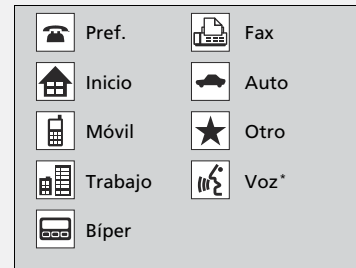 Pref.
Fax
Inicio
Auto
Móvil
Otro
Trabajo
Voz*
Bíper